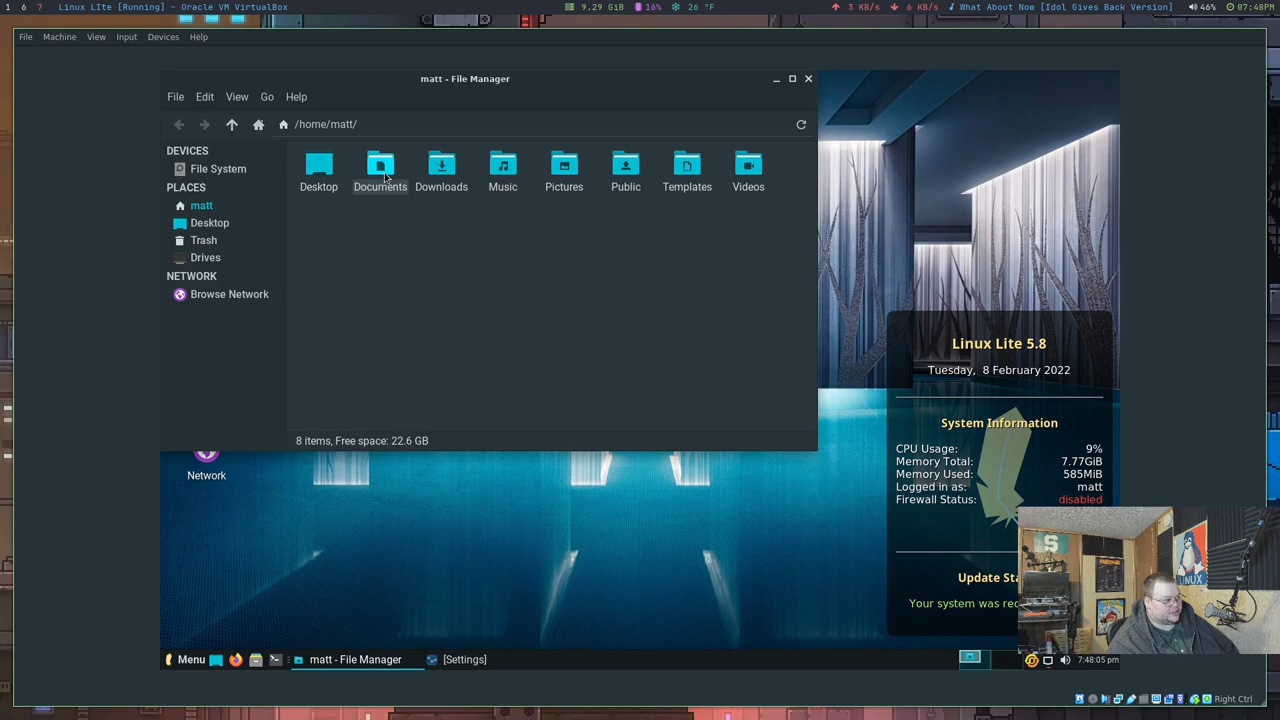 1 6 7 Linux LIte [Running] - Oracle VM VirtualBox 9.29 GiB 16% 26 °F 3 KB/s 6 KB/s What About Now [Idol Gives Back Version] 46% 07:48PM
File Machine View Input Devices Help
matt - File Manager
File Edit View Go Help
/home/matt/
DEVICES
File System
PLACES
matt
Desktop
Trash
Drives
NETWORK
Browse Network
Desktop Documents Downloads Music Pictures Public Templates Videos
8 items, Free space: 22.6 GB
Network
Linux Lite 5.8
Tuesday, 8 February 2022
System Information
CPU Usage: 9%
Memory Total: 7.77GiB
Memory Used: 585MiB
Logged in as: matt
Firewall Status: disabled
Update Sta
Your system was rec
S
LINUX
Menu matt - File Manager [Settings] 7:48:05 pm
Right Ctrl